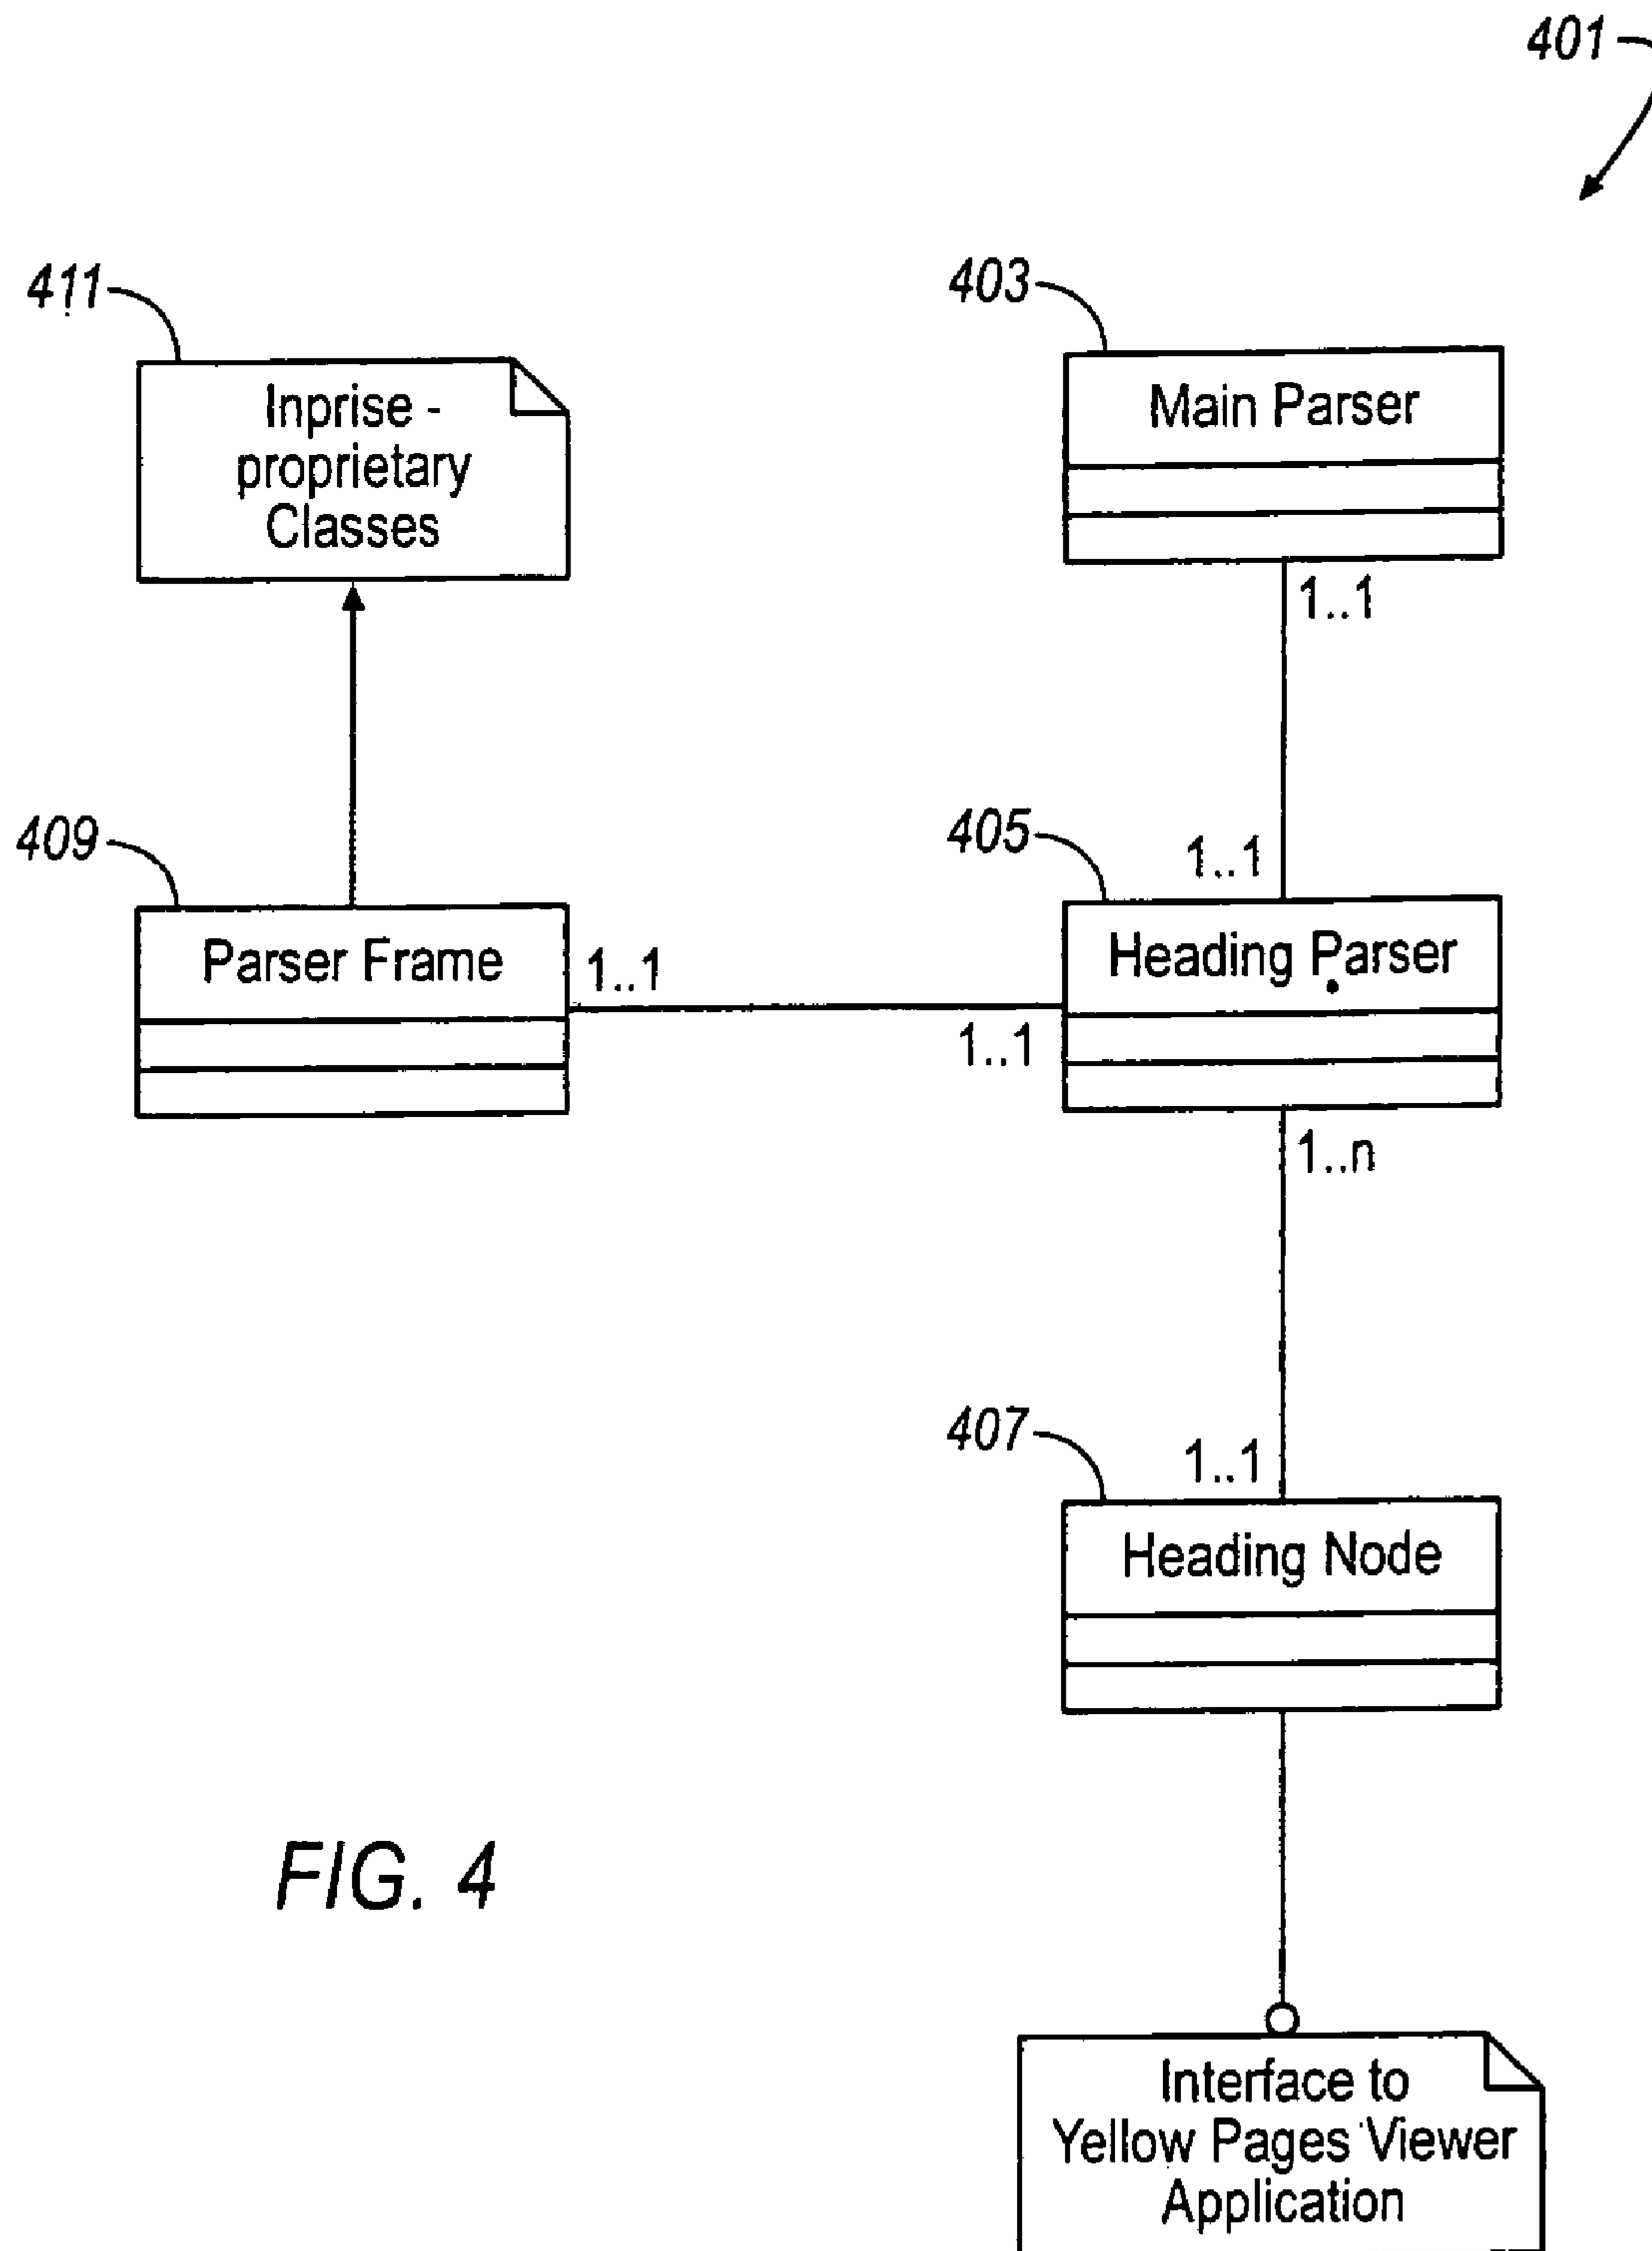 401
411
403
Inprise -
proprietary
Classes
Main Parser
1..1
409
405
1..1
Parser Frame
1..1
Heading Parser
1..1
1..n
407
1..1
Heading Node
FIG. 4
Interface to
Yellow Pages Viewer
Application